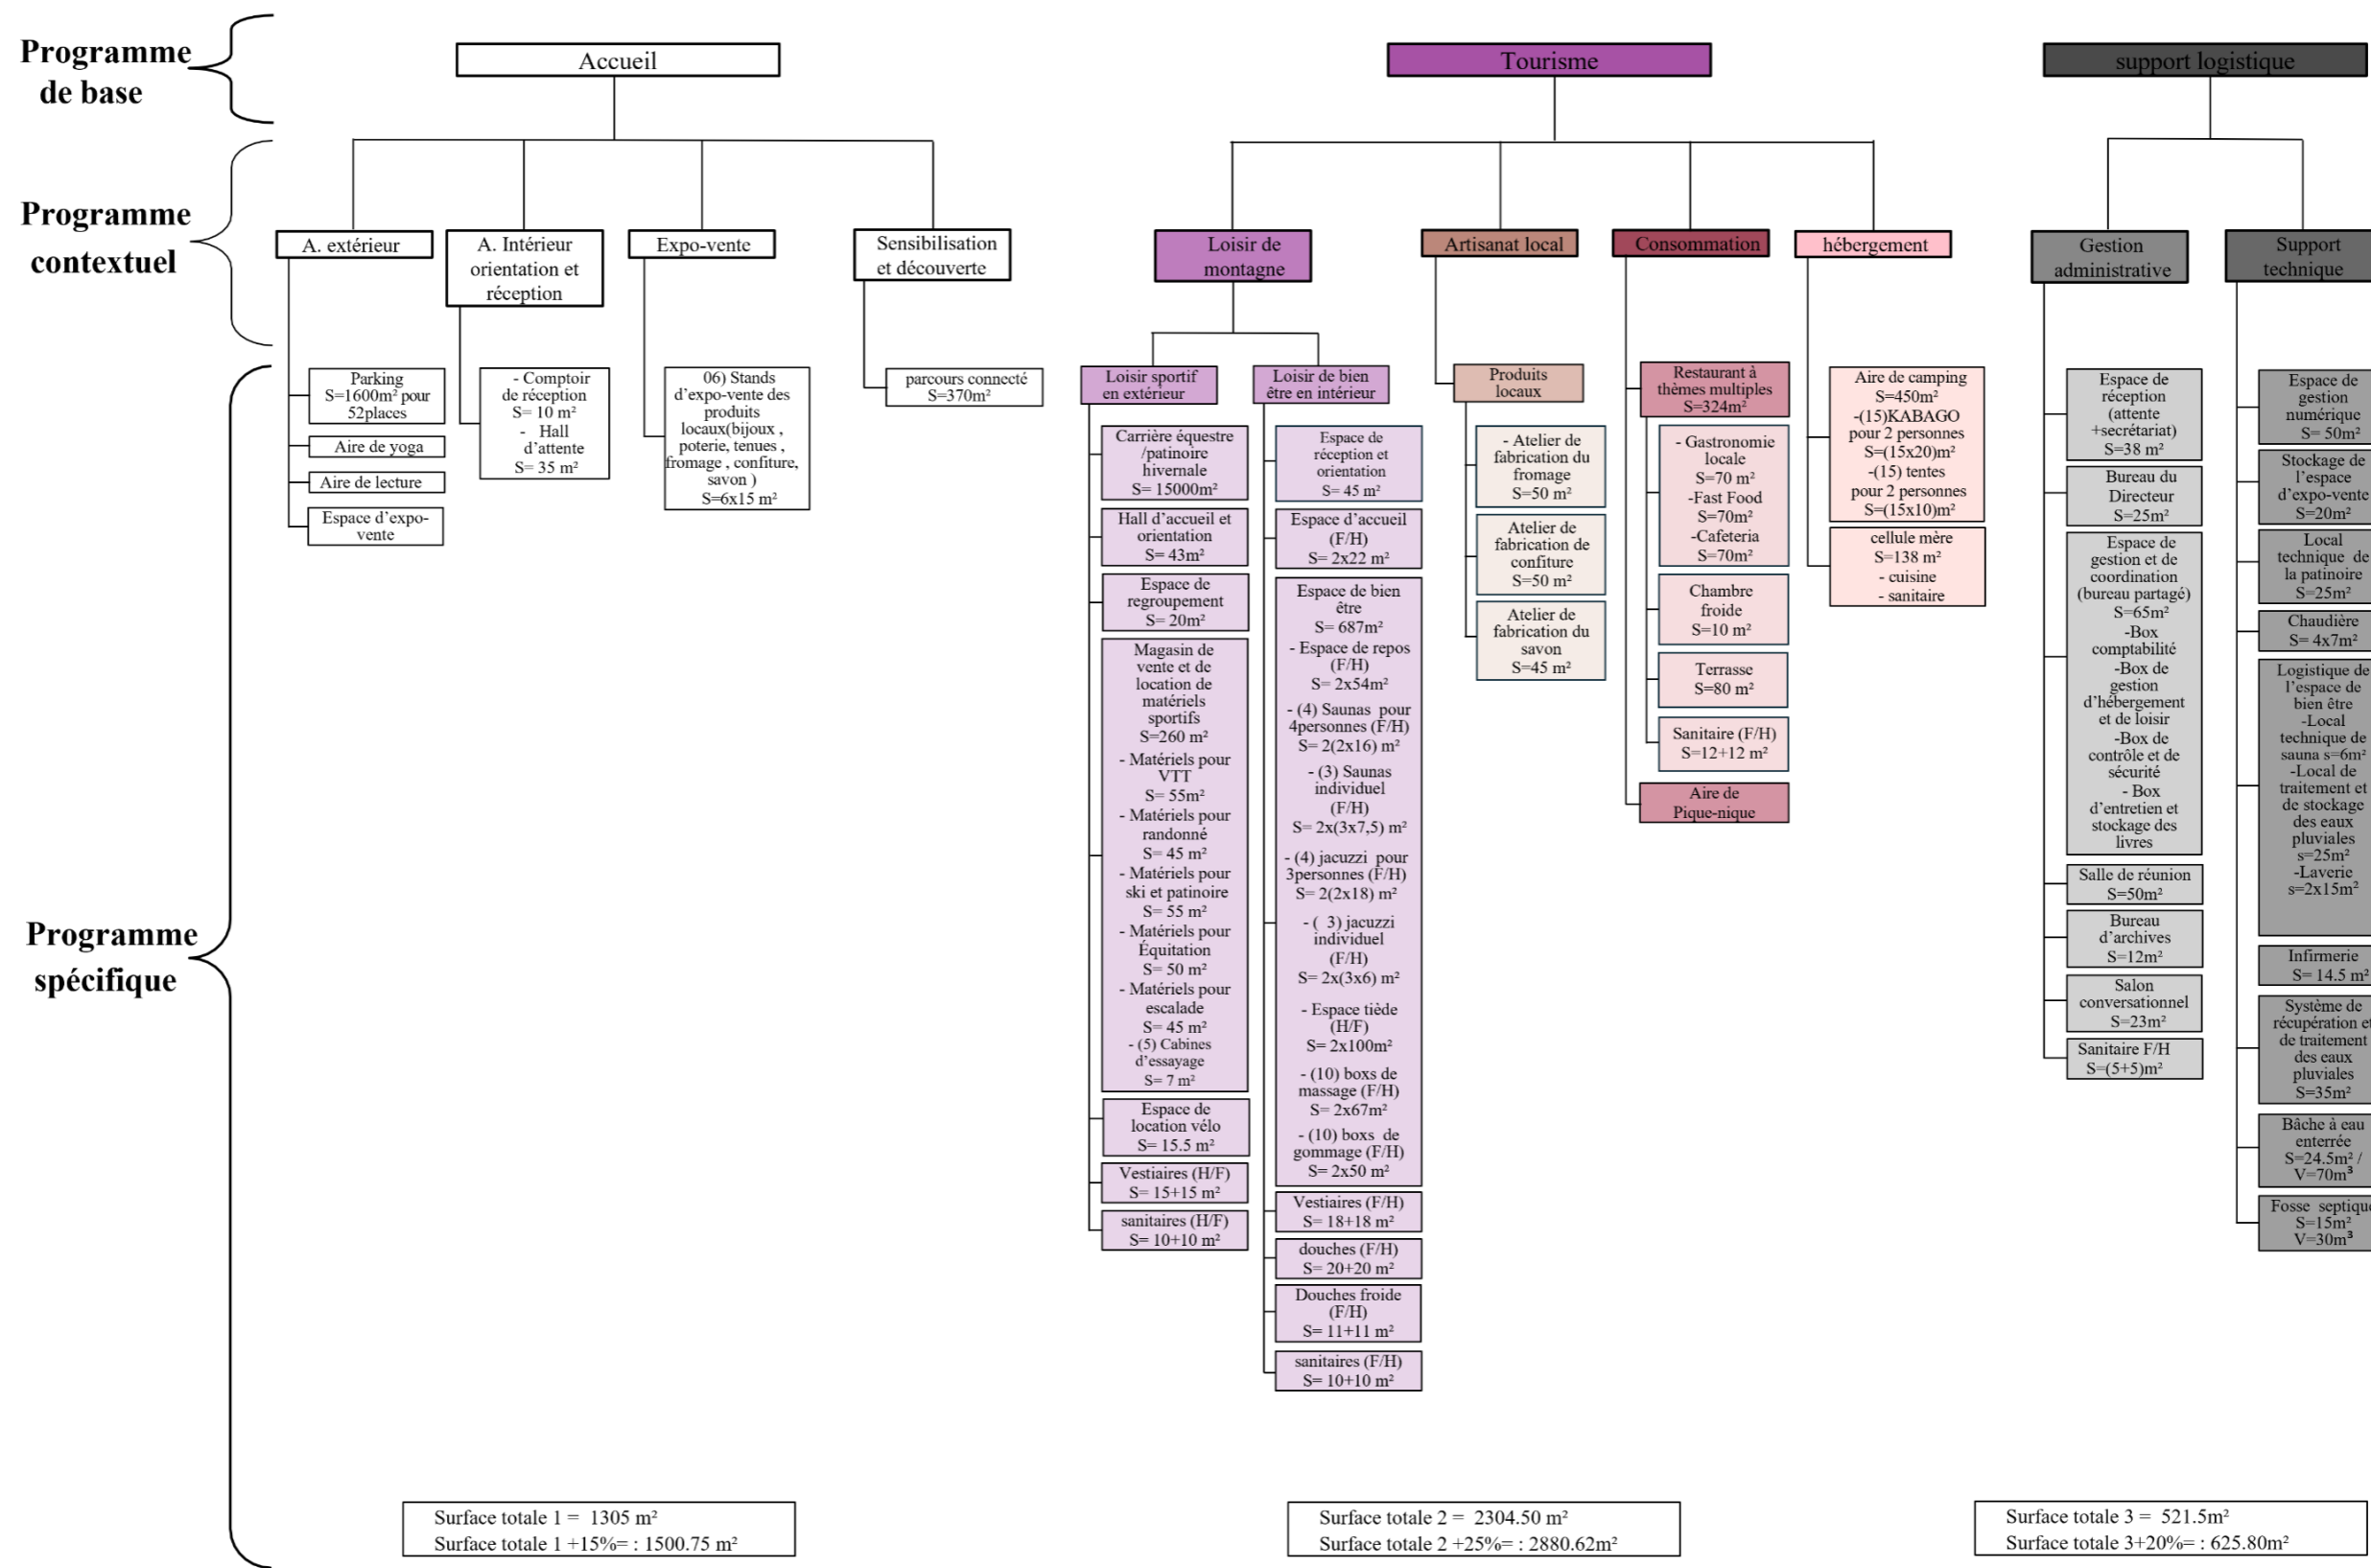 Programme
de base
Accueil
Tourisme
support logistique
Programme
contextuel
A. extérieur
A. Intérieur
orientation et
réception
Expo-vente
Sensibilisation
et découverte
Loisir de
montagne
Artisanat local
Consommation
hébergement
Gestion
administrative
Support
technique
Programme
spécifique
Parking
S=1600m² pour
52places
Aire de yoga
Aire de lecture
Espace d’expo-
vente
- Comptoir
de réception
S= 10 m²
- Hall
d’attente
S= 35 m²
06) Stands
d’expo-vente des
produits
locaux(bijoux ,
poterie, tenues ,
fromage , confiture,
savon )
S=6x15 m²
parcours connecté
S=370m²
Loisir sportif
en extérieur
Carrière équestre
/patinoire
hivernale
S= 15000m²
Hall d’accueil et
orientation
S= 43m²
Espace de
regroupement
S= 20m²
Magasin de
vente et de
location de
matériels
sportifs
S=260 m²
- Matériels pour
VTT
S= 55m²
- Matériels pour
randonné
S= 45 m²
- Matériels pour
ski et patinoire
S= 55 m²
- Matériels pour
Équitation
S= 50 m²
- Matériels pour
escalade
S= 45 m²
- (5) Cabines
d’essayage
S= 7 m²
Espace de
location vélo
S= 15.5 m²
Vestiaires (H/F)
S= 15+15 m²
sanitaires (H/F)
S= 10+10 m²
Loisir de bien
être en intérieur
Espace de
réception et
orientation
S= 45 m²
Espace d’accueil
(F/H)
S= 2x22 m²
Espace de bien
être
S= 687m²
- Espace de repos
(F/H)
S= 2x54m²
- (4) Saunas pour
4personnes (F/H)
S= 2(2x16) m²
- (3) Saunas
individuel
(F/H)
S= 2x(3x7,5) m²
- (4) jacuzzi pour
3personnes (F/H)
S= 2(2x18) m²
- ( 3) jacuzzi
individuel
(F/H)
S= 2x(3x6) m²
- Espace tiède
(H/F)
S= 2x100m²
- (10) boxs de
massage (F/H)
S= 2x67m²
- (10) boxs de
gommage (F/H)
S= 2x50 m²
Vestiaires (F/H)
S= 18+18 m²
douches (F/H)
S= 20+20 m²
Douches froide
(F/H)
S= 11+11 m²
sanitaires (F/H)
S= 10+10 m²
Produits
locaux
- Atelier de
fabrication du
fromage
S=50 m²
Atelier de
fabrication de
confiture
S=50 m²
Atelier de
fabrication du
savon
S=45 m²
Restaurant à
thèmes multiples
S=324m²
- Gastronomie
locale
S=70 m²
-Fast Food
S=70m²
-Cafeteria
S=70m²
Chambre
froide
S=10 m²
Terrasse
S=80 m²
Sanitaire (F/H)
S=12+12 m²
Aire de
Pique-nique
Aire de camping
S=450m²
-(15)KABAGO
pour 2 personnes
S=(15x20)m²
-(15) tentes
pour 2 personnes
S=(15x10)m²
cellule mère
S=138 m²
- cuisine
- sanitaire
Espace de
réception
(attente
+secrétariat)
S=38 m²
Bureau du
Directeur
S=25m²
Espace de
gestion et de
coordination
(bureau partagé)
S=65m²
-Box
comptabilité
-Box de
gestion
d’hébergement
et de loisir
-Box de
contrôle et de
sécurité
- Box
d’entretien et
stockage des
livres
Salle de réunion
S=50m²
Bureau
d’archives
S=12m²
Salon
conversationnel
S=23m²
Sanitaire F/H
S=(5+5)m²
Espace de
gestion
numérique
S= 50m²
Stockage de
l’espace
d’expo-vente
S=20m²
Local
technique de
la patinoire
S=25m²
Chaudière
S= 4x7m²
Logistique de
l’espace de
bien être
-Local
technique de
sauna s=6m²
-Local de
traitement et
de stockage
des eaux
pluviales
s=25m²
-Laverie
s=2x15m²
Infirmerie
S= 14.5 m²
Système de
récupération et
de traitement
des eaux
pluviales
S=35m²
Bâche à eau
enterrée
S=24.5m² /
V=70m³
Fosse septique
S=15m²
V=30m³
Surface totale 1 = 1305 m²
Surface totale 1 +15%= : 1500.75 m²
Surface totale 2 = 2304.50 m²
Surface totale 2 +25%= : 2880.62m²
Surface totale 3 = 521.5m²
Surface totale 3+20%= : 625.80m²